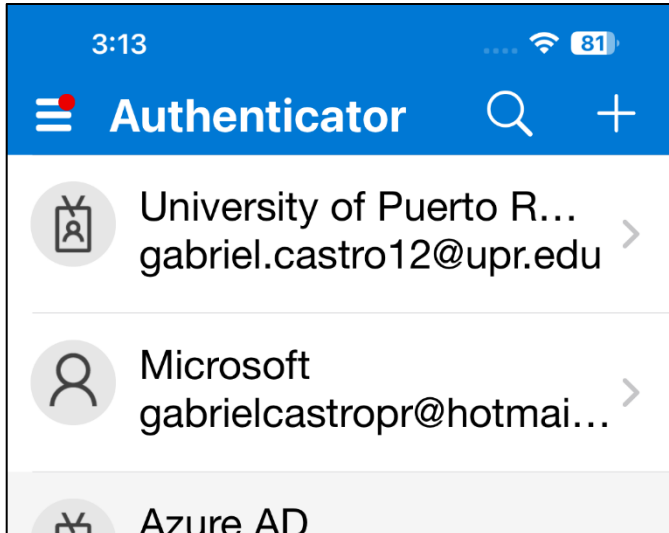 3:13
81
Authenticator
University of Puerto R...
gabriel.castro12@upr.edu
Microsoft
gabrielcastropr@hotmai...
Azure AD